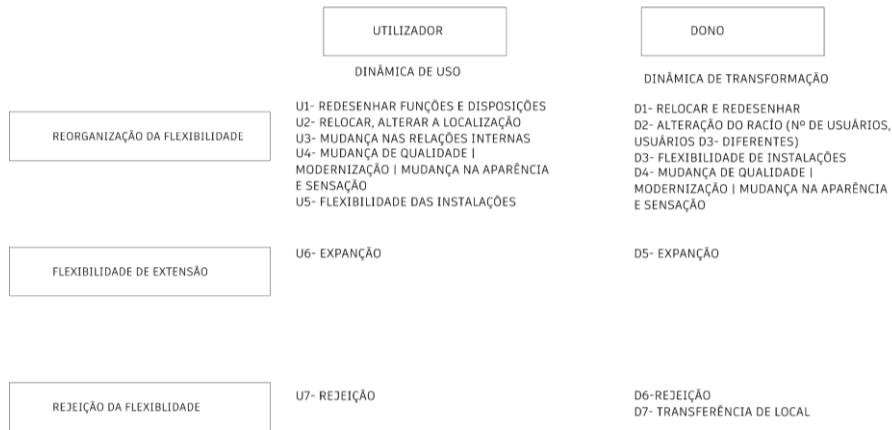 UTILIZADOR
DONO
DINÂMICA DE USO
DINÂMICA DE TRANSFORMAÇÃO
REORGANIZAÇÃO DA FLEXIBILIDADE
U1- REDESENHAR FUNÇÕES E DISPOSIÇÕES
U2- RELOCAR, ALTERAR A LOCALIZAÇÃO
U3- MUDANÇA NAS RELAÇÕES INTERNAS
U4- MUDANÇA DE QUALIDADE |
MODERNIZAÇÃO | MUDANÇA NA APARÊNCIA
E SENSAÇÃO
U5- FLEXIBILIDADE DAS INSTALAÇÕES
D1- RELOCAR E REDESENHAR
D2- ALTERAÇÃO DO RACÍO (Nº DE USUÁRIOS,
USUÁRIOS D3- DIFERENTES)
D3- FLEXIBILIDADE DE INSTALAÇÕES
D4- MUDANÇA DE QUALIDADE |
MODERNIZAÇÃO | MUDANÇA NA APARÊNCIA
E SENSAÇÃO
FLEXIBILIDADE DE EXTENSÃO
U6- EXPANÇÃO
D5- EXPANÇÃO
REJEIÇÃO DA FLEXIBLIDADE
U7- REJEIÇÃO
D6-REJEIÇÃO
D7- TRANSFERÊNCIA DE LOCAL